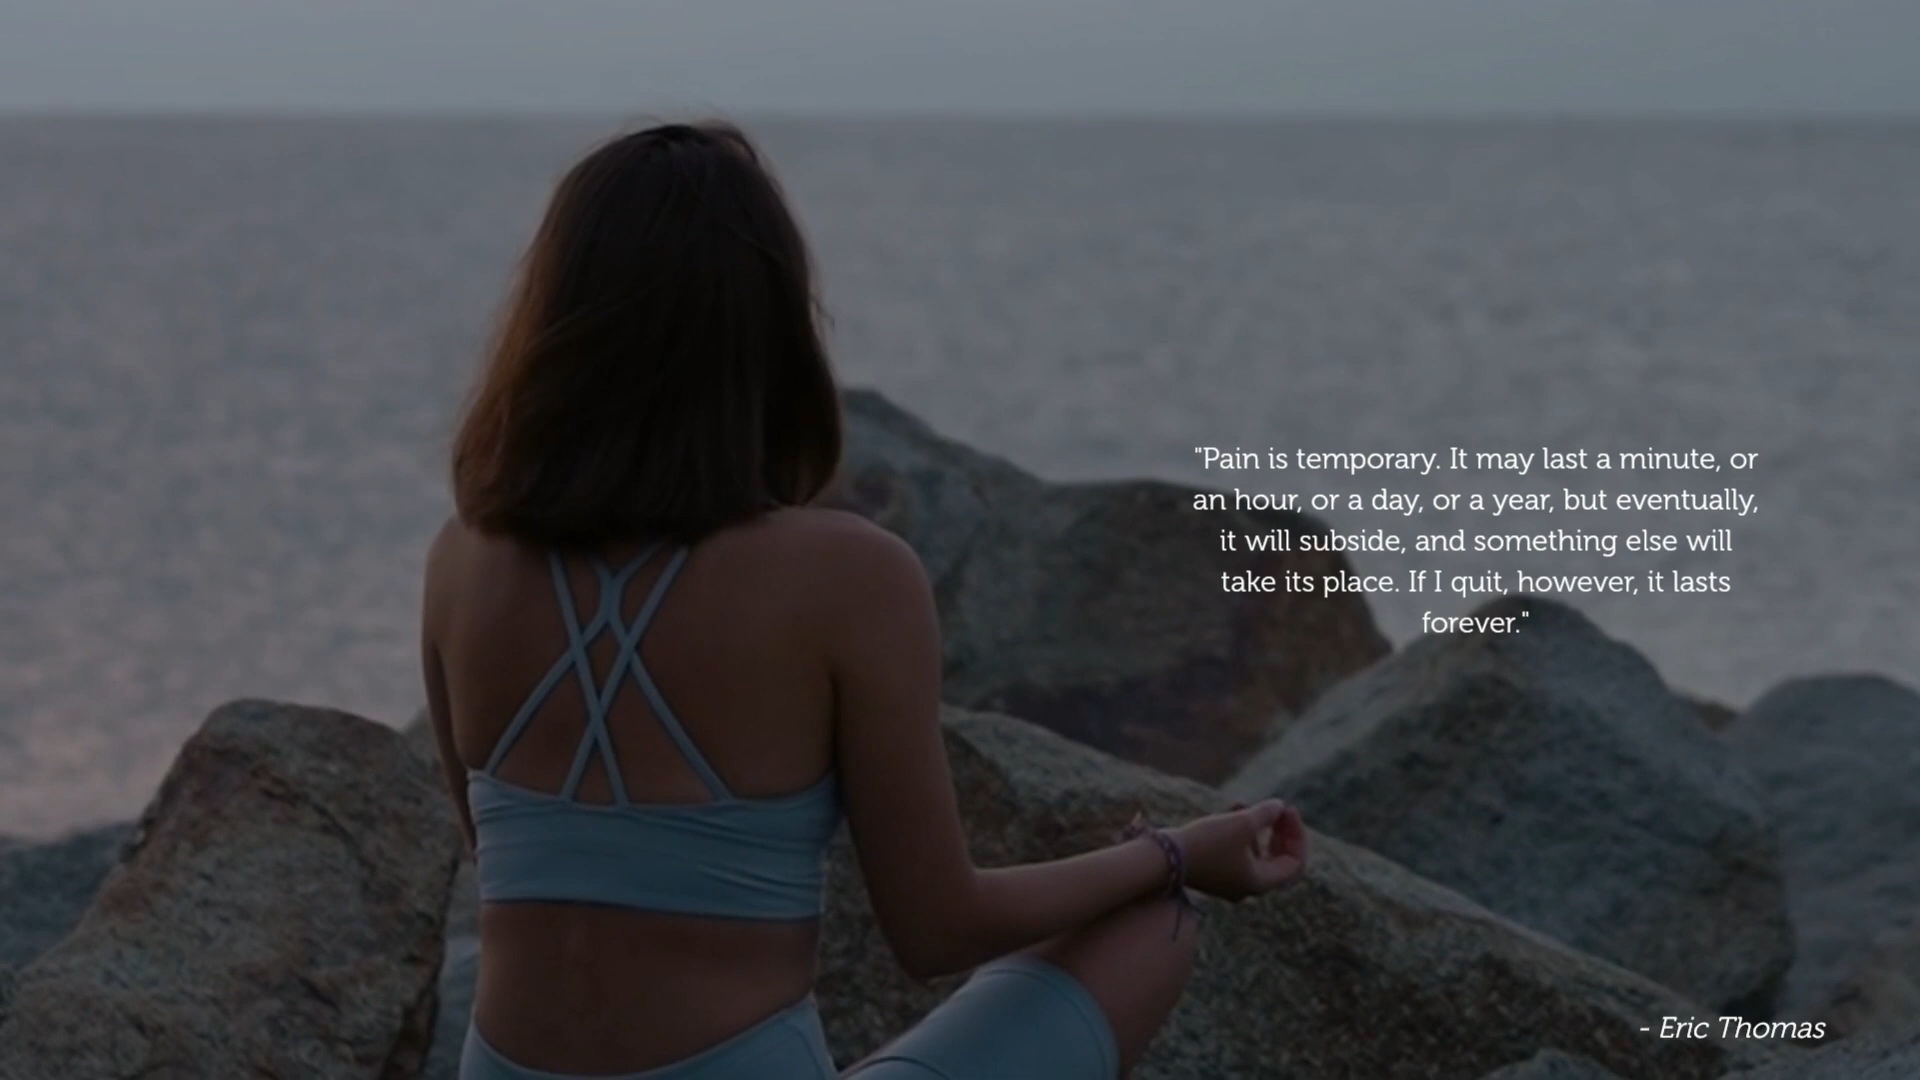 "Pain is temporary. It may last a minute, or
an hour, or a day, or a year, but eventually,
it will subside, and something else will
take its place. If I quit, however, it lasts
forever."
- Eric Thomas